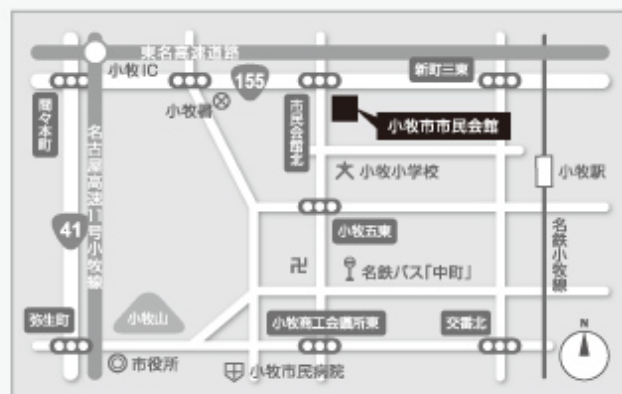 東名高速道路
小牧IC
155
新町三東
間々本町
小牧署
市民会館北
小牧市市民会館
名古屋高速11号小牧線
小牧小学校
小牧駅
41
小牧五東
名鉄小牧線
名鉄バス「中町」
弥生町
小牧山
小牧商工会議所東
交番北
N
市役所
小牧市民病院